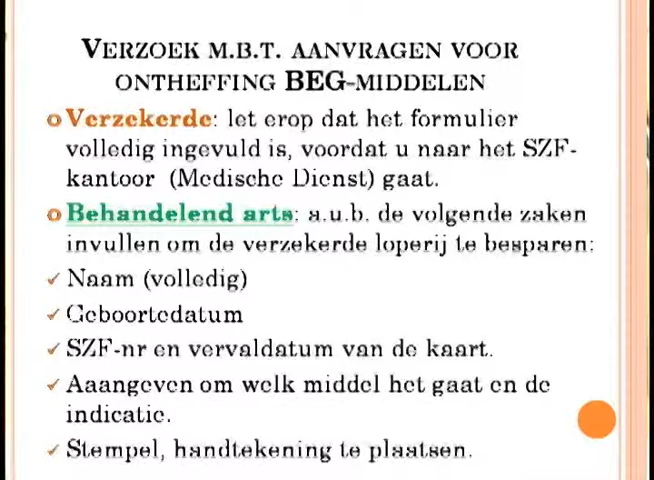 VERZOEK M.B.T. AANVRAGEN VOOR
ONTHEFFING BEG-MIDDELEN
Verzekerde: let erop dat het formulier
volledig ingevuld is, voordat u naar het SZF-
kantoor (Medische Dienst) gaat.
Behandelend arts: a.u.b. de volgende zaken
invullen om de verzekerde loperij te besparen:
✓ Naam (volledig)
✓ Geboortedatum
✓ SZF-nr en vervaldatum van de kaart.
✓ Aaangeven om welk middel het gaat en de
indicatie.
✓ Stempel, handtekening te plaatsen.